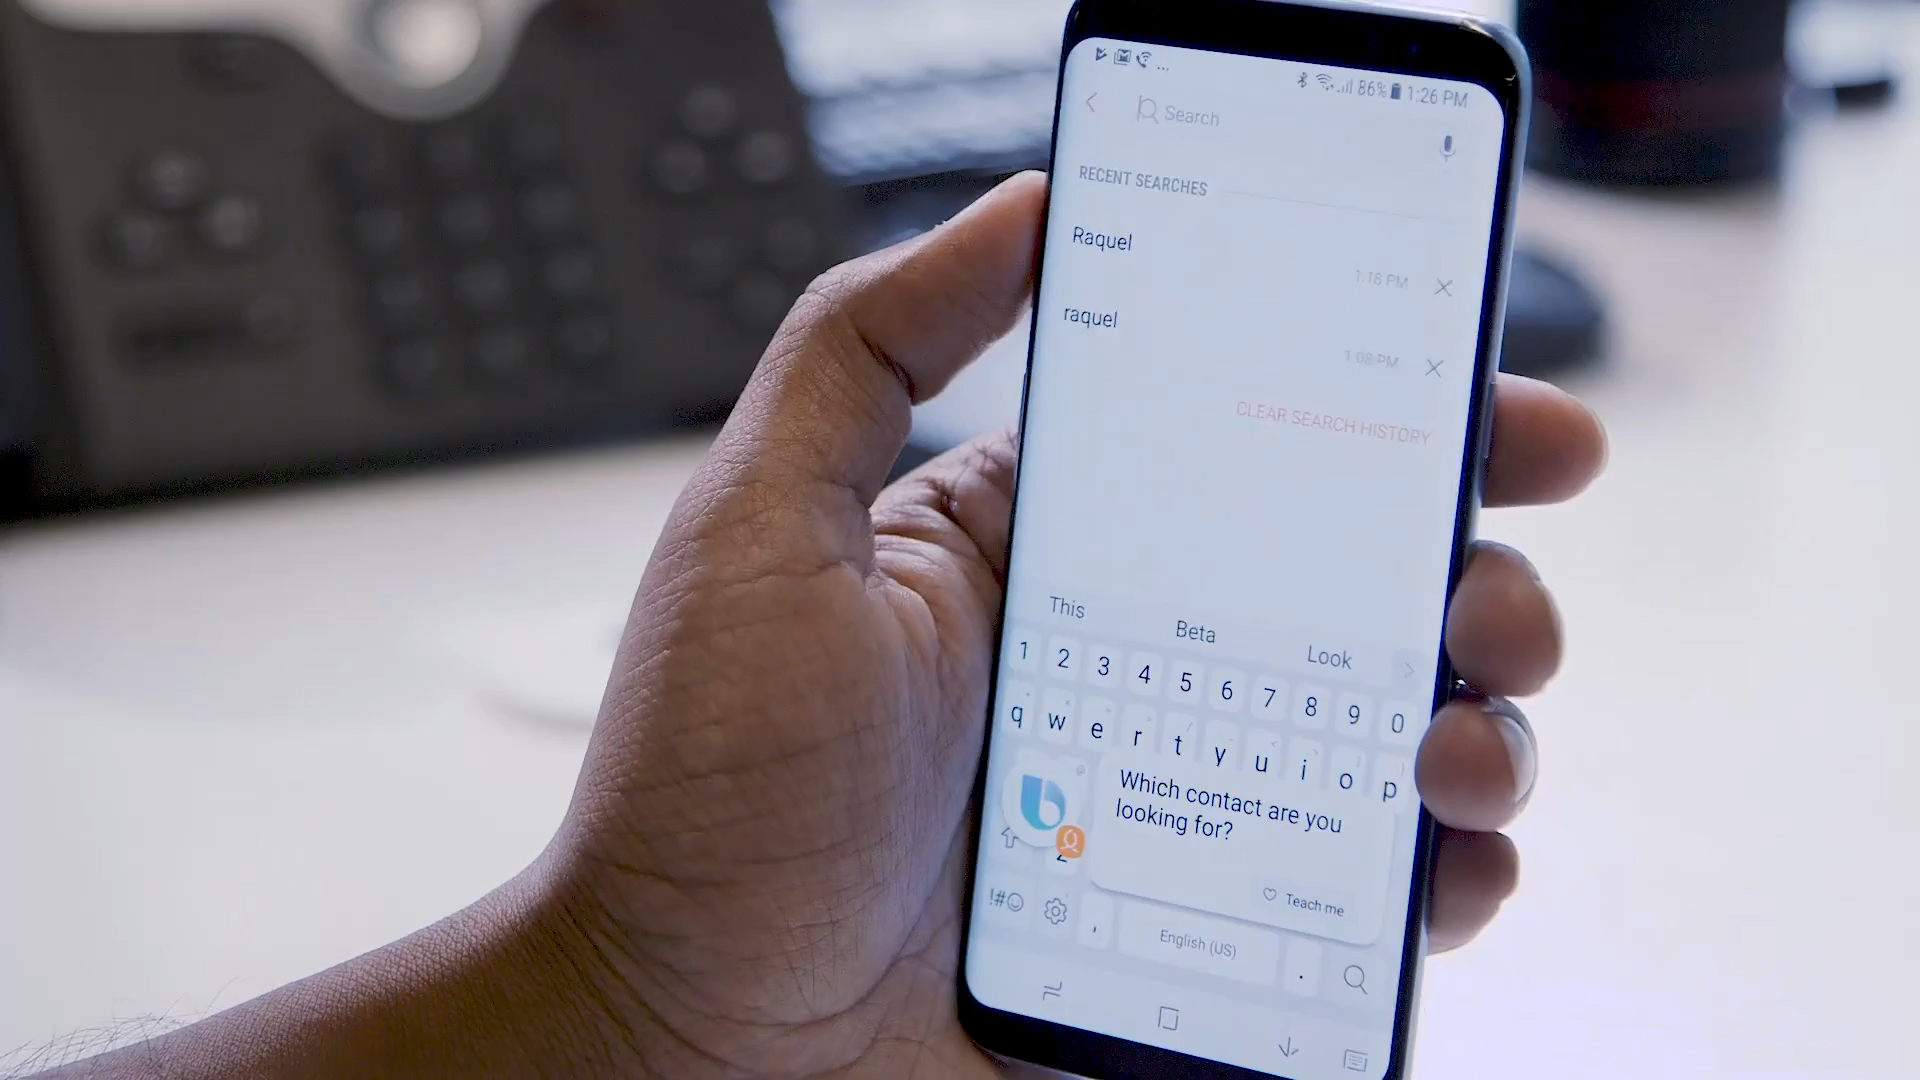 86% 1:26 PM
Search
RECENT SEARCHES
Raquel
1:18 PM
raquel
1:08 PM
CLEAR SEARCH HISTORY
This Beta Look
1 2 3 4 5 6 7 8 9 0
q w e r t y u i o p
Which contact are you
looking for?
Teach me
!#☺ , English (US) .